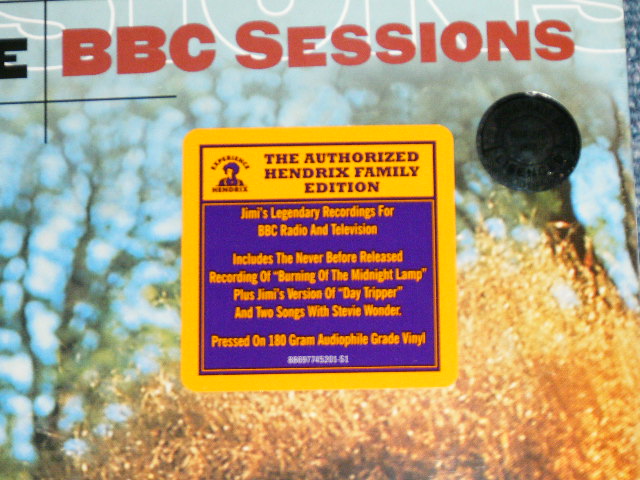 E BBC SESSIONS
EXPERIENCE
HENDRIX
THE AUTHORIZED
HENDRIX FAMILY
EDITION
Jimi's Legendary Recordings For
BBC Radio And Television
Includes The Never Before Released
Recording Of "Burning Of The Midnight Lamp"
Plus Jimi's Version Of "Day Tripper"
And Two Songs With Stevie Wonder.
Pressed On 180 Gram Audiophile Grade Vinyl
88697745201-S1